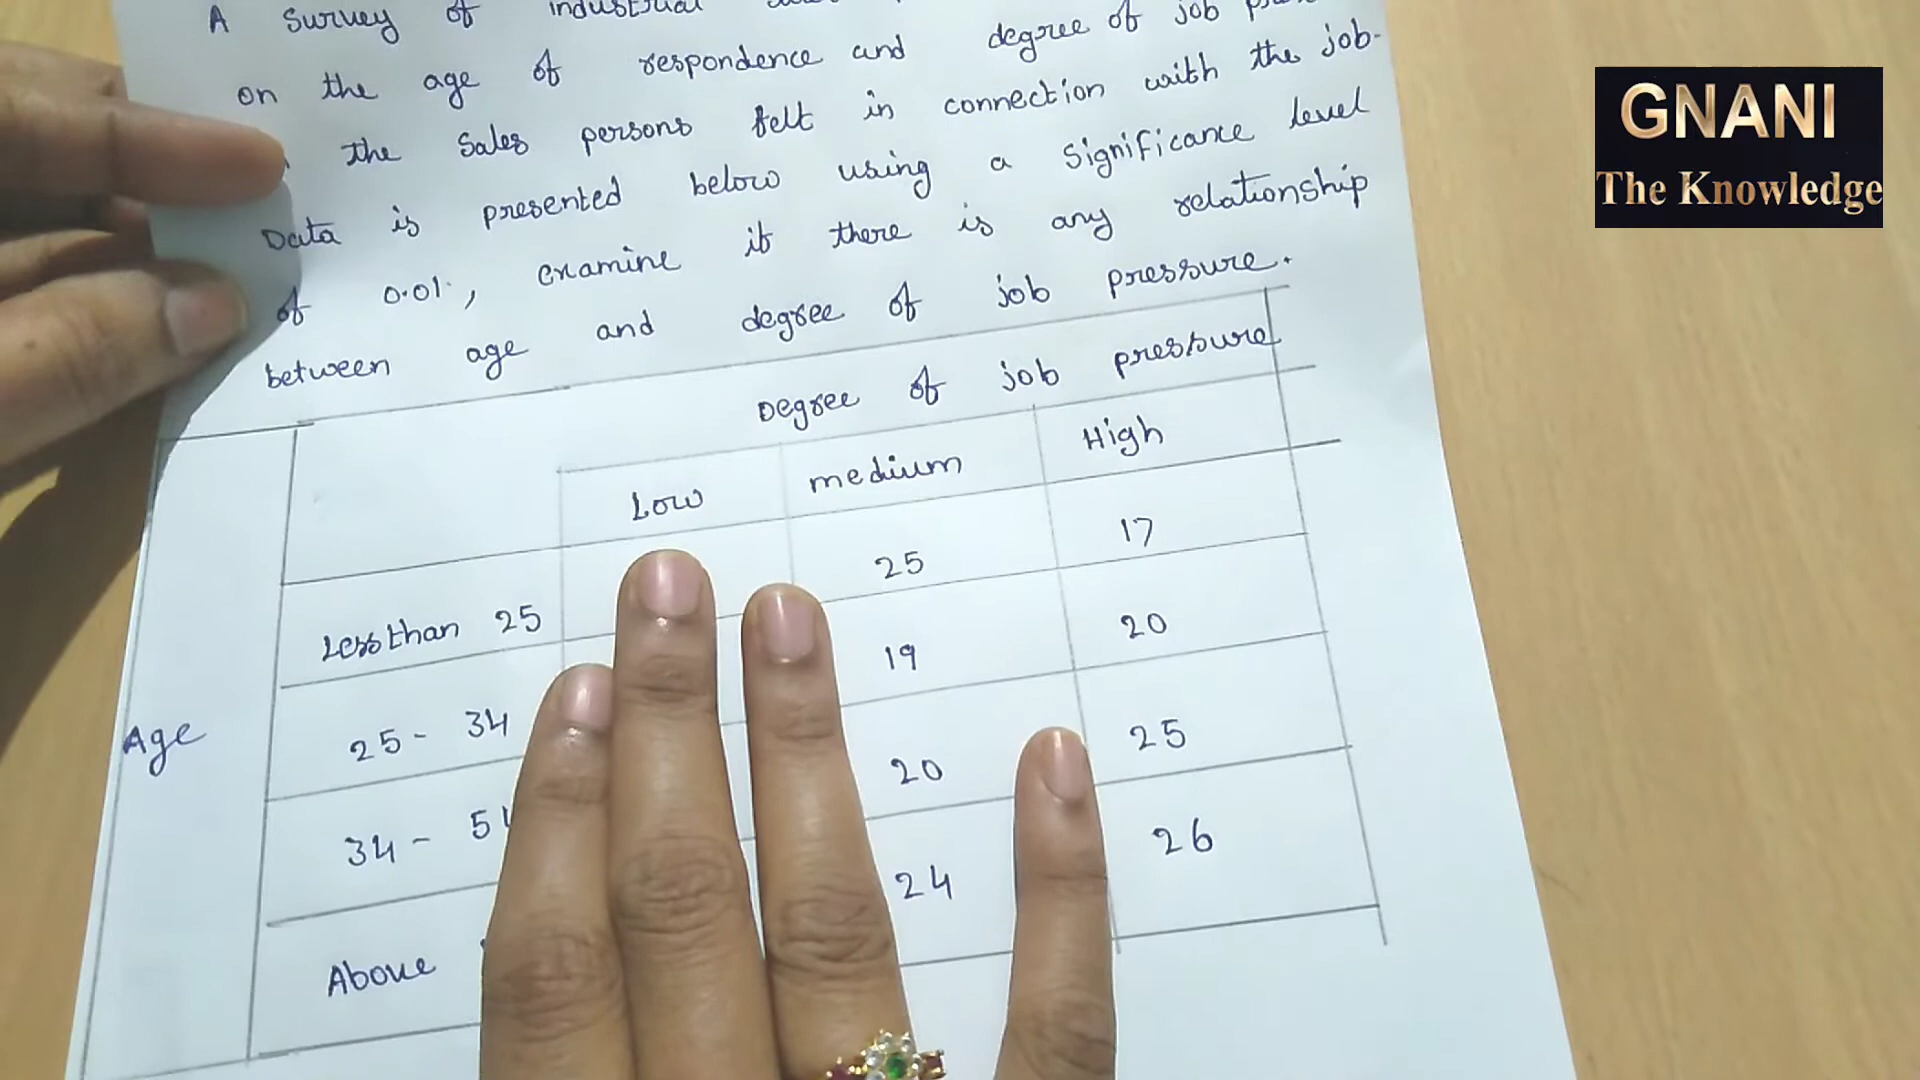 A survey of industrial
on the age of respondence and degree of job
the sales persons felt in connection with the job.
Data is presented below using a significance level
of 0.01, examine if there is any relationship
between age and degree of job pressure.
Degree of job pressure
Low medium High
Less than 25 25 17
25 - 34 19 20
Age
34 - 20 25
Above 24 26
GNANI
The Knowledge